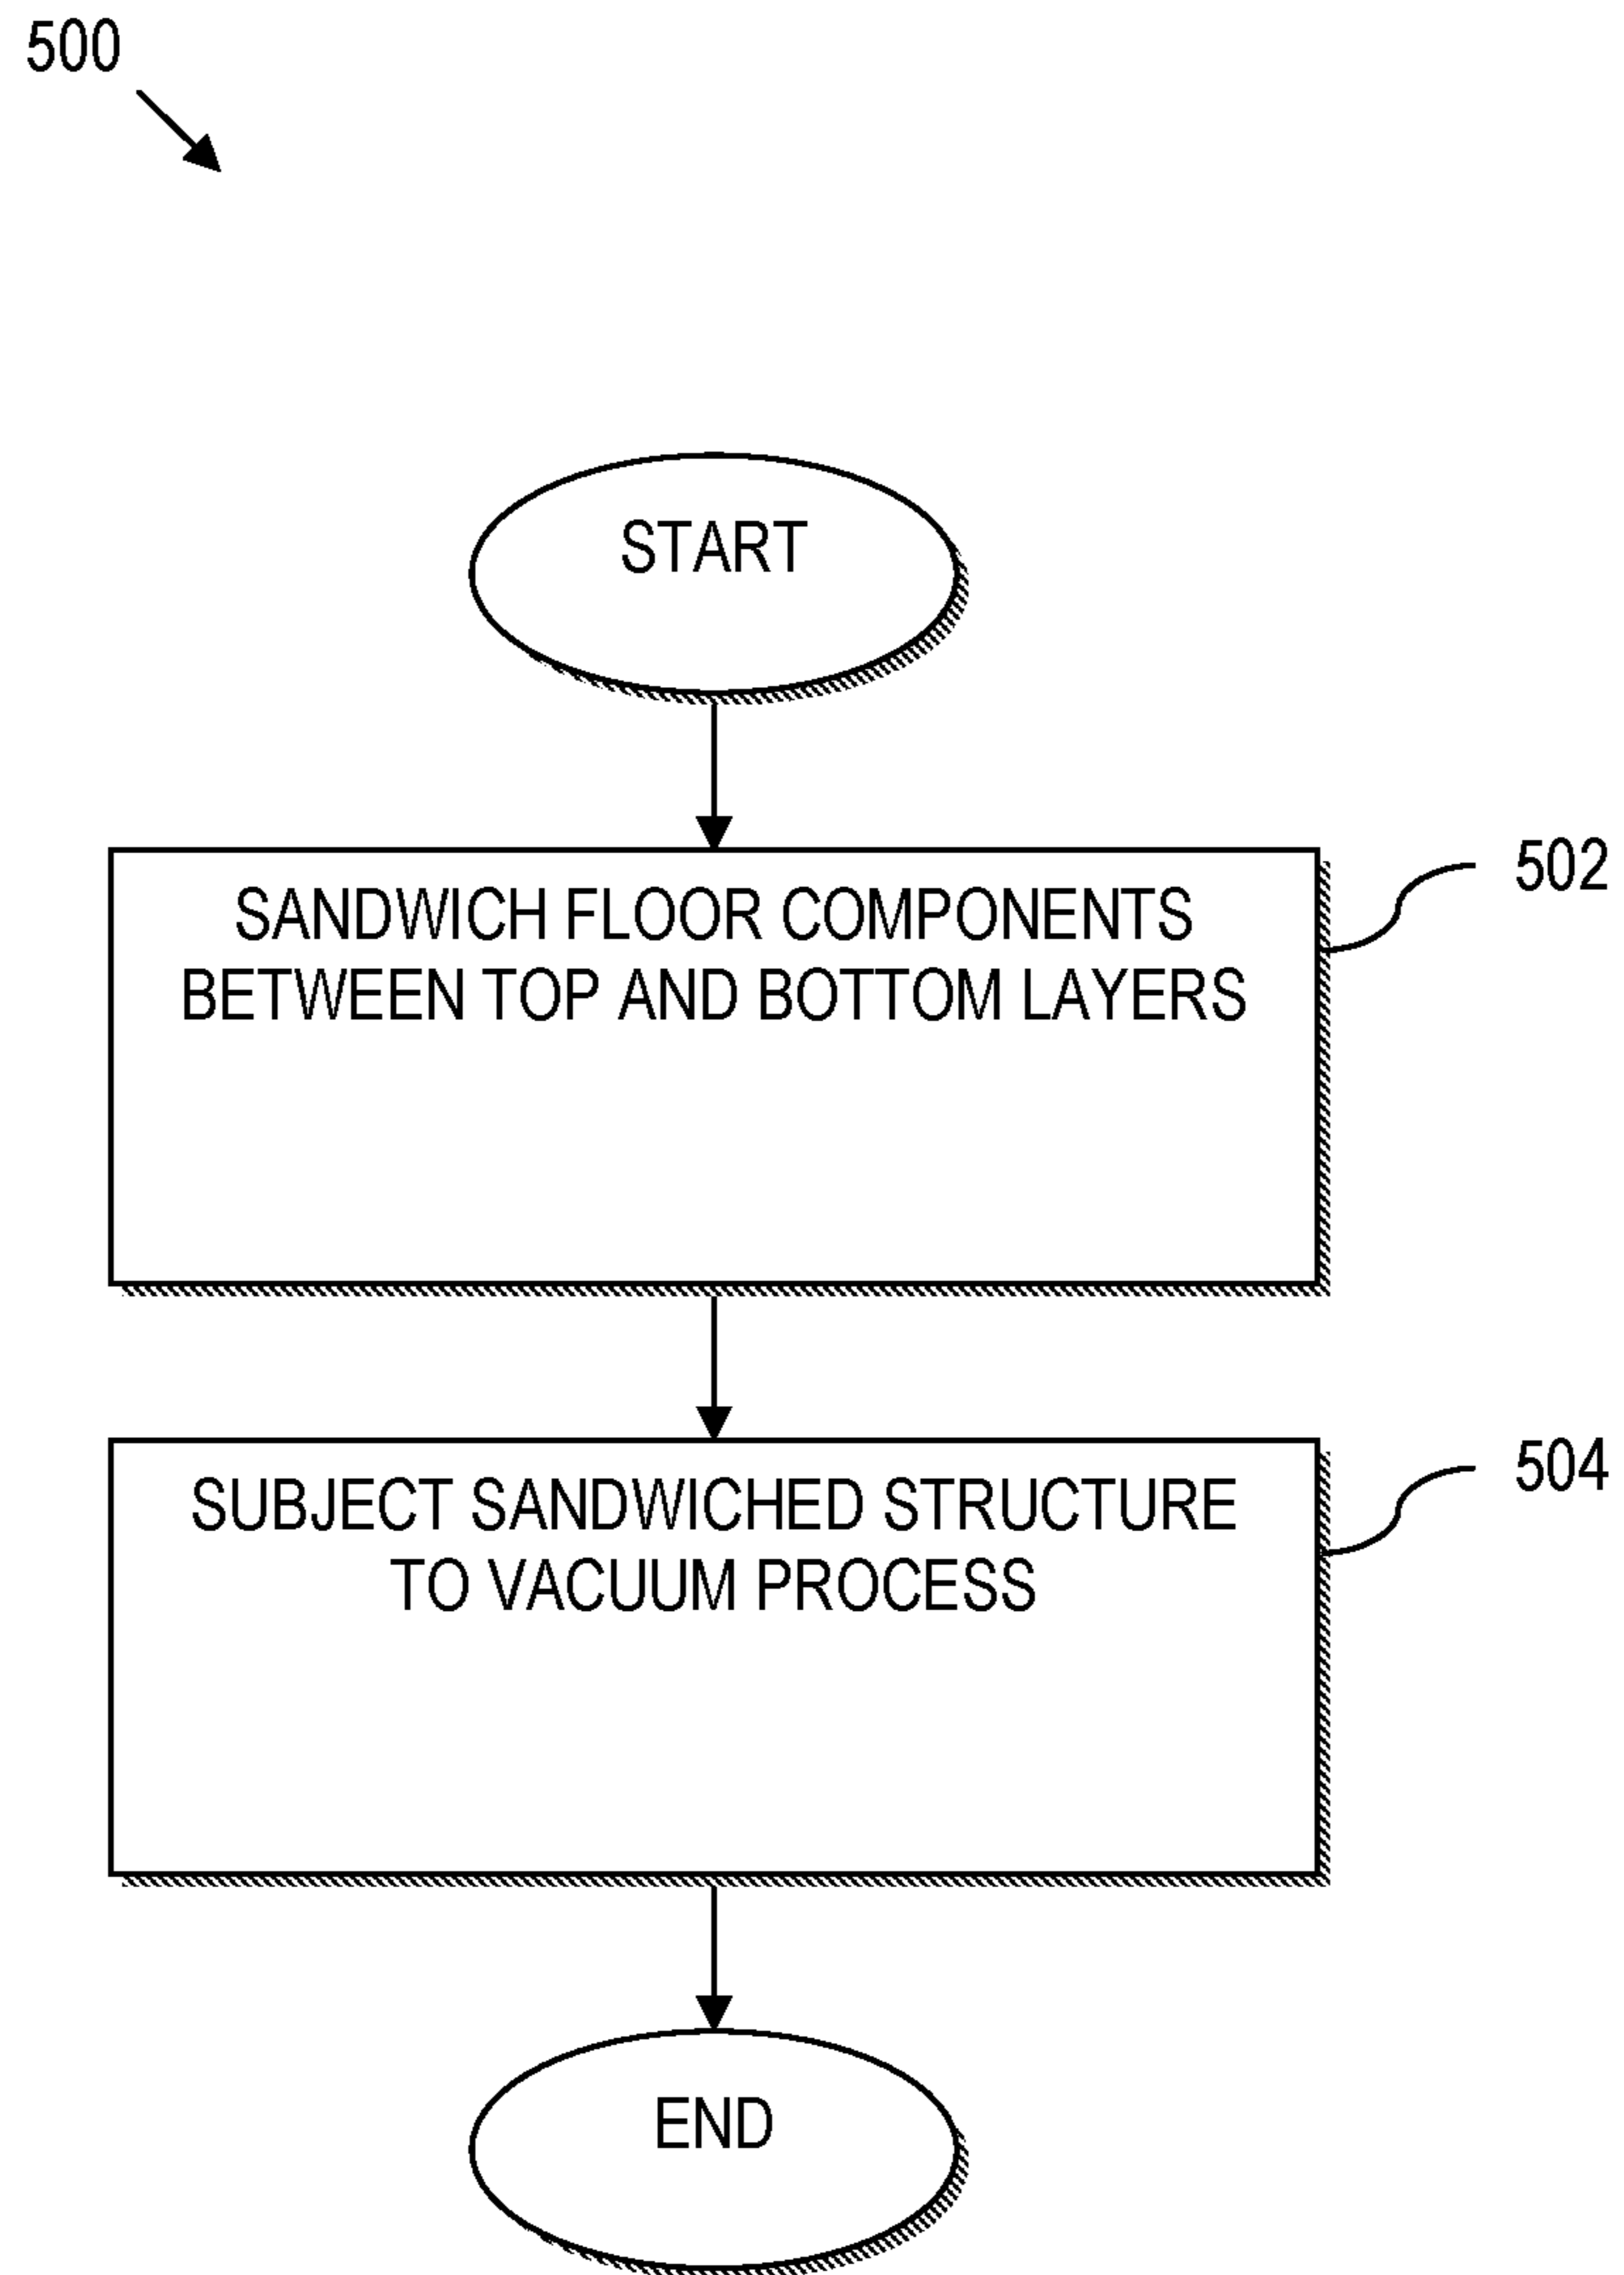 500
START
SANDWICH FLOOR COMPONENTS
BETWEEN TOP AND BOTTOM LAYERS
502
SUBJECT SANDWICHED STRUCTURE
TO VACUUM PROCESS
504
END